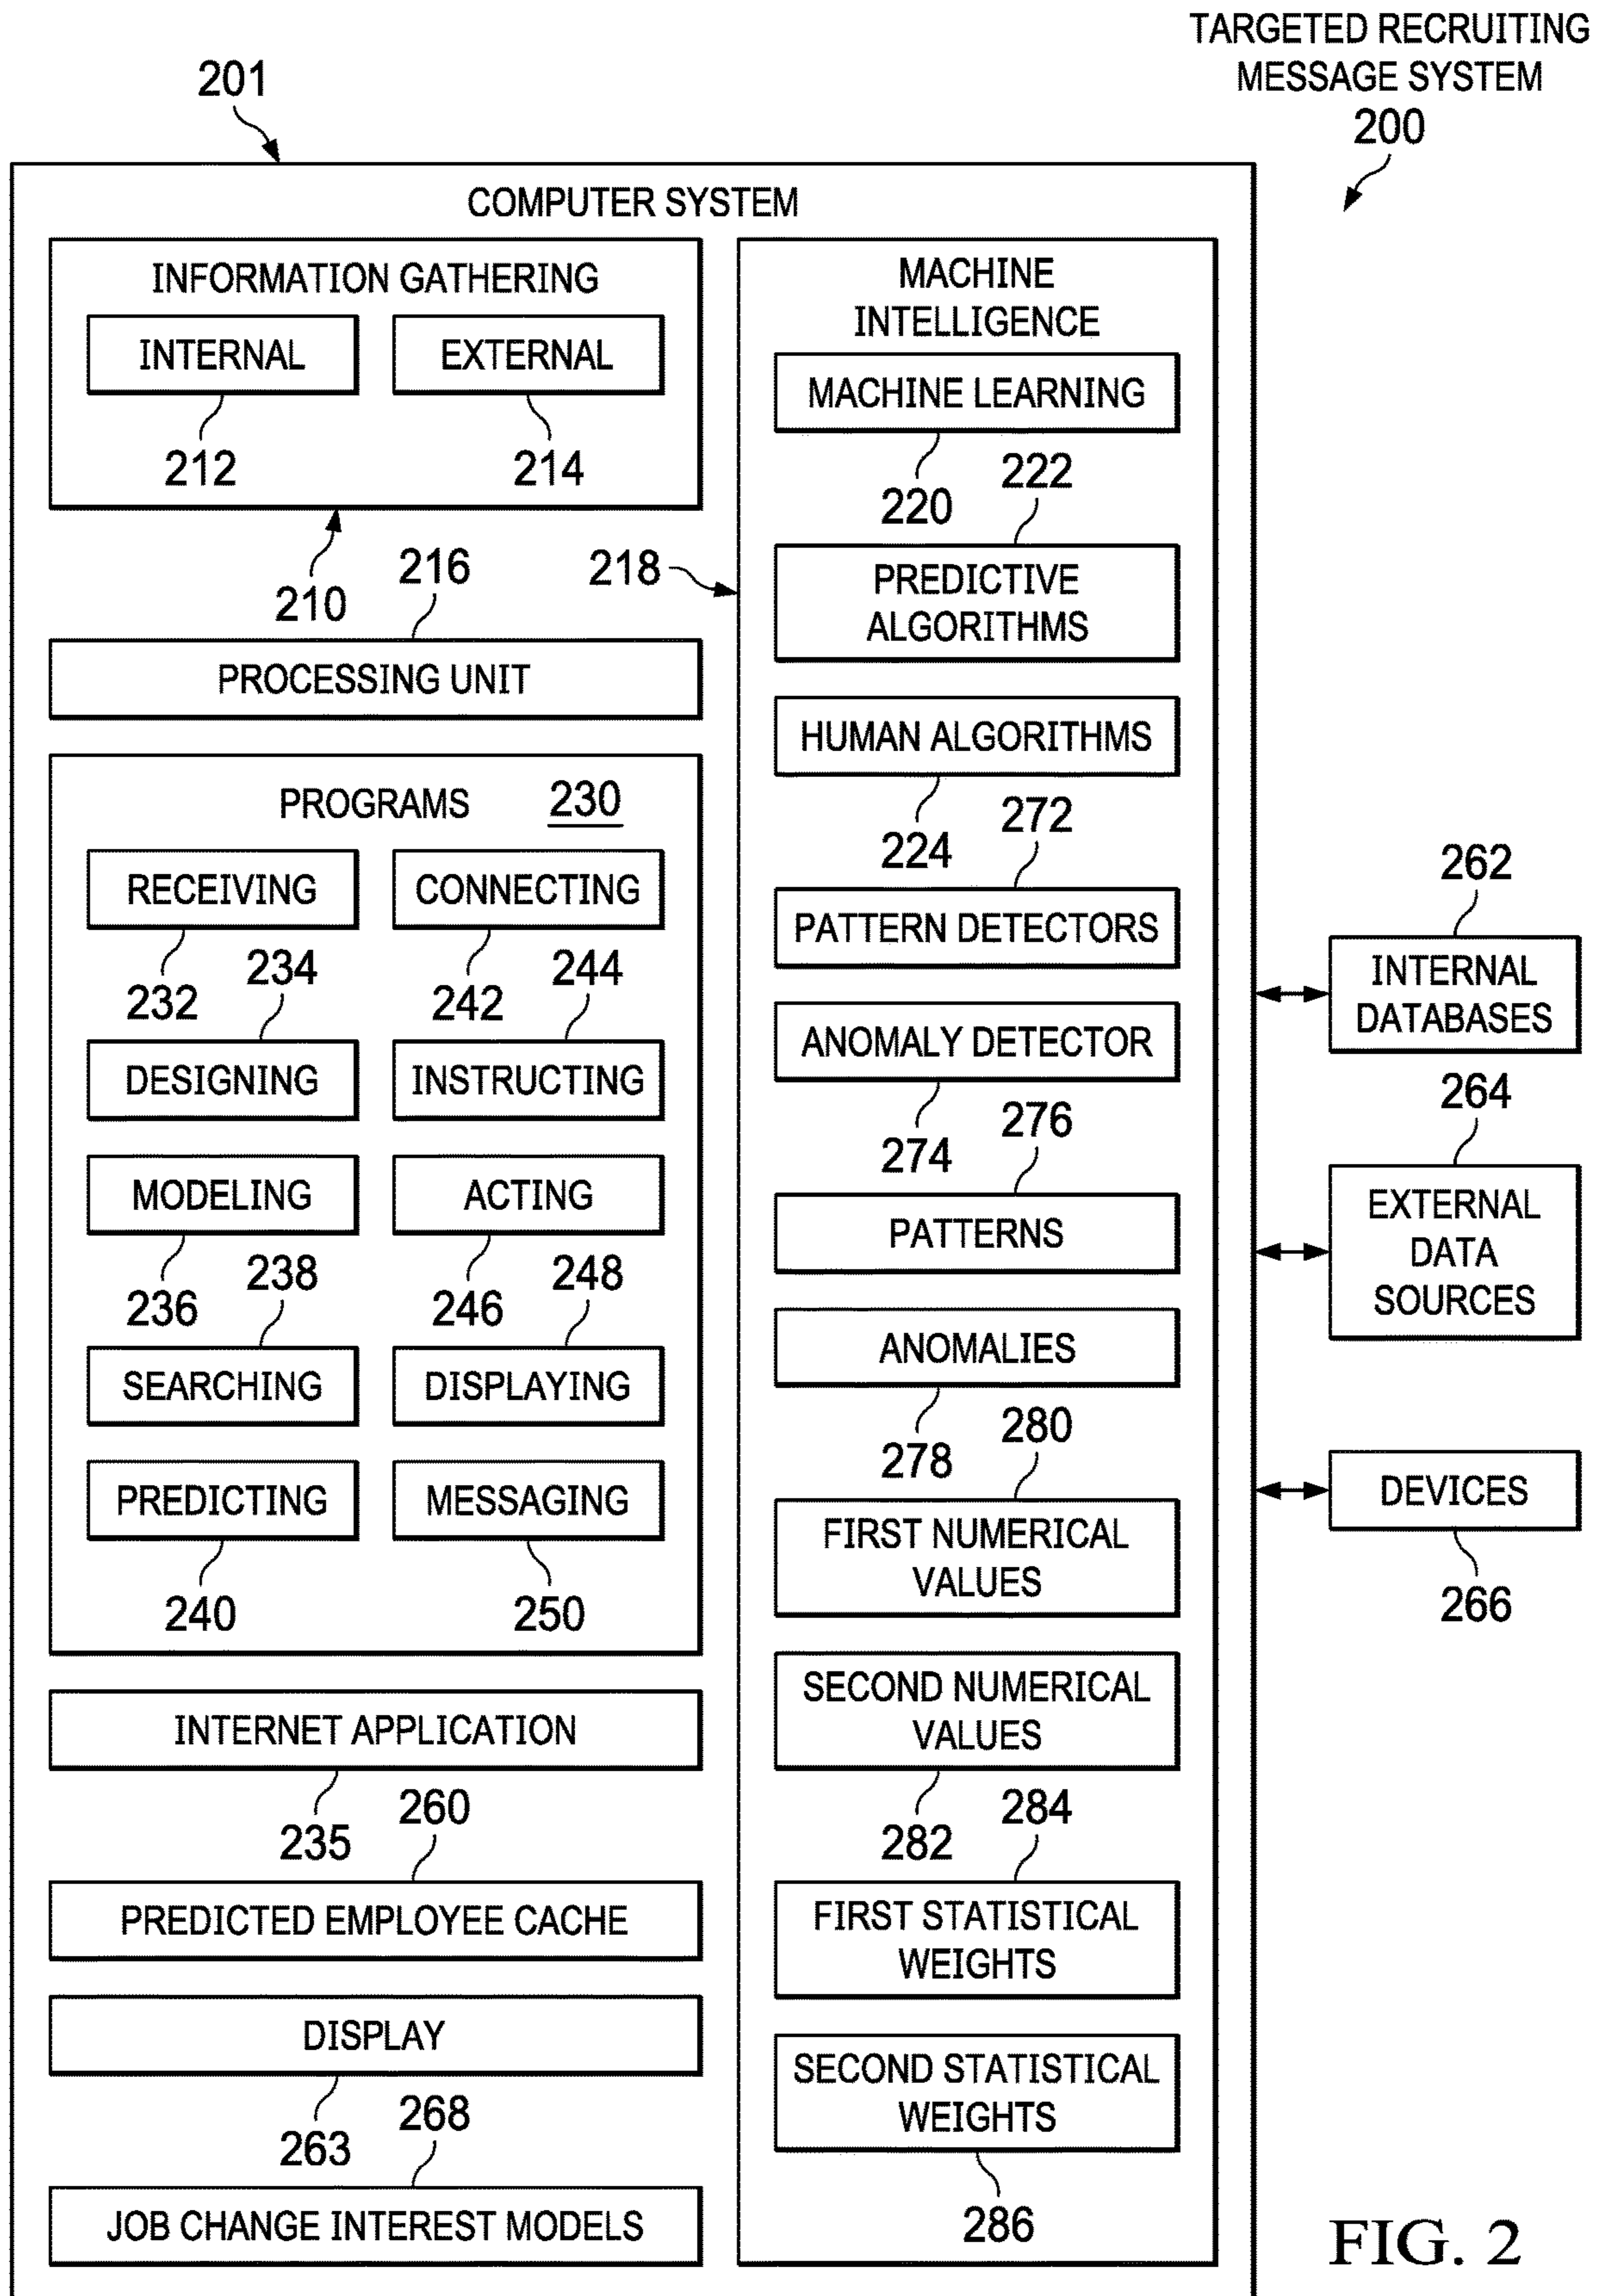 TARGETED RECRUITING
MESSAGE SYSTEM
200
201
COMPUTER SYSTEM
INFORMATION GATHERING
INTERNAL
EXTERNAL
212
214
210
216
PROCESSING UNIT
PROGRAMS 230
RECEIVING
CONNECTING
232
234
242
244
DESIGNING
INSTRUCTING
MODELING
ACTING
236
238
246
248
SEARCHING
DISPLAYING
PREDICTING
MESSAGING
240
250
INTERNET APPLICATION
235
260
PREDICTED EMPLOYEE CACHE
DISPLAY
263
268
JOB CHANGE INTEREST MODELS
218
MACHINE
INTELLIGENCE
MACHINE LEARNING
220
222
PREDICTIVE
ALGORITHMS
HUMAN ALGORITHMS
224
272
PATTERN DETECTORS
ANOMALY DETECTOR
274
276
PATTERNS
ANOMALIES
278
280
FIRST NUMERICAL
VALUES
SECOND NUMERICAL
VALUES
282
284
FIRST STATISTICAL
WEIGHTS
SECOND STATISTICAL
WEIGHTS
286
262
INTERNAL
DATABASES
264
EXTERNAL
DATA
SOURCES
DEVICES
266
FIG. 2